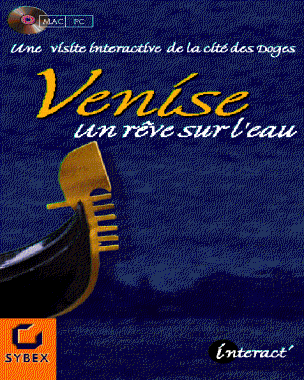 MAC PC
Une visite interactive de la cité des Doges
Venise
un rêve sur l'eau
interact'
SYBEX